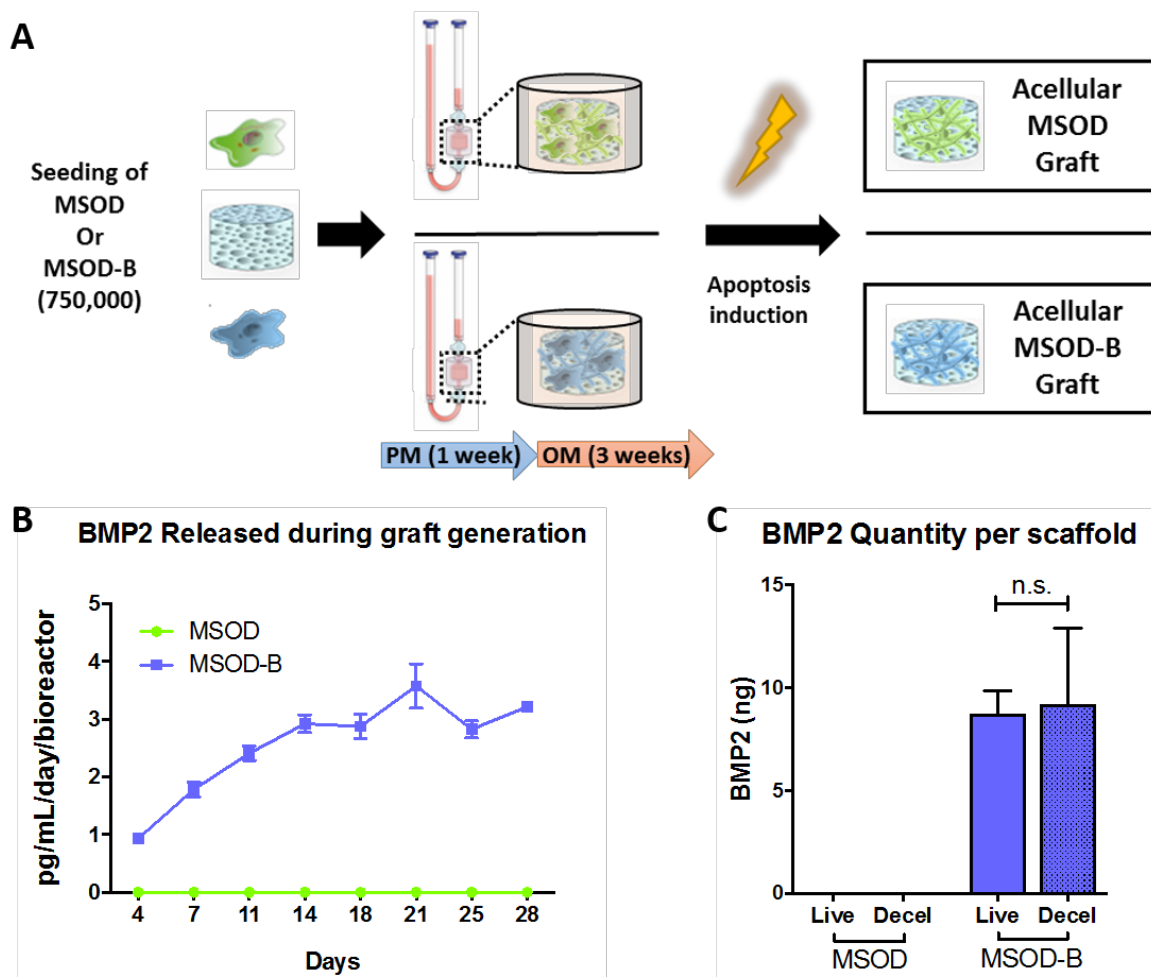 A
Seeding of
MSOD
Or
MSOD-B
(750,000)
PM (1 week)
OM (3 weeks)
Apoptosis
induction
Acellular
MSOD
Graft
Acellular
MSOD-B
Graft
B
BMP2 Released during graft generation
pg/mL/day/bioreactor
5
4
3
2
1
0
MSOD
MSOD-B
4 7 11 14 18 21 25 28
Days
C
BMP2 Quantity per scaffold
BMP2 (ng)
15
10
5
0
n.s.
Live Decel Live Decel
MSOD MSOD-B